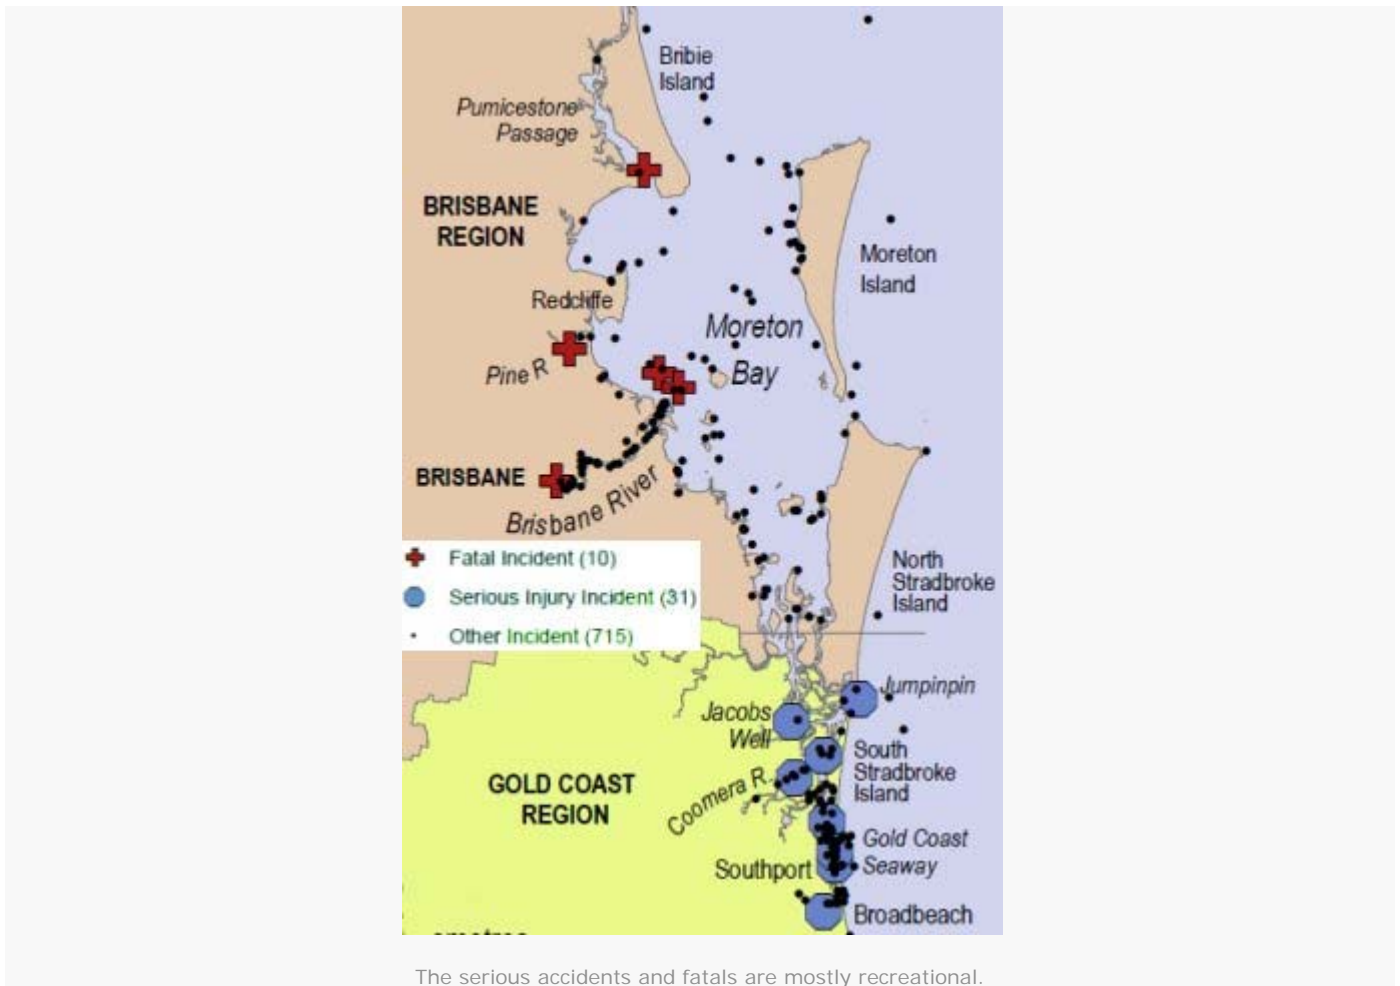 Bribie
Island
Pumicestone
Passage
BRISBANE
REGION
Moreton
Island
Redcliffe
Moreton
Bay
Pine R
BRISBANE
Brisbane River
Fatal Incident (10)
Serious Injury Incident (31)
Other Incident (715)
North
Stradbroke
Island
Jumpinpin
Jacobs
Well
South
Stradbroke
Island
GOLD COAST
REGION
Coomera R.
Gold Coast
Seaway
Southport
Broadbeach
The serious accidents and fatals are mostly recreational.